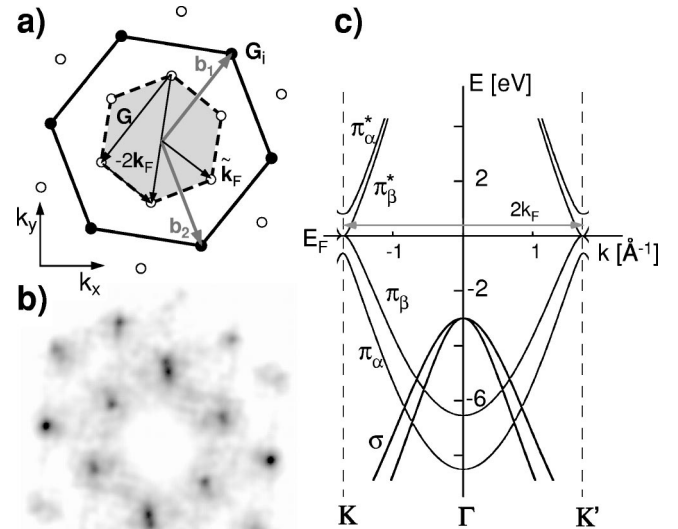 a)
G_i
b_1
G
-2k_F
k̃_F
b_2
k_y
k_x
b)
c)
E [eV]
π*_α
π*_β
2
2k_F
E_F
-1
1
k [Å⁻¹]
-2
π_β
π_α
-6
σ
K
Γ
K'